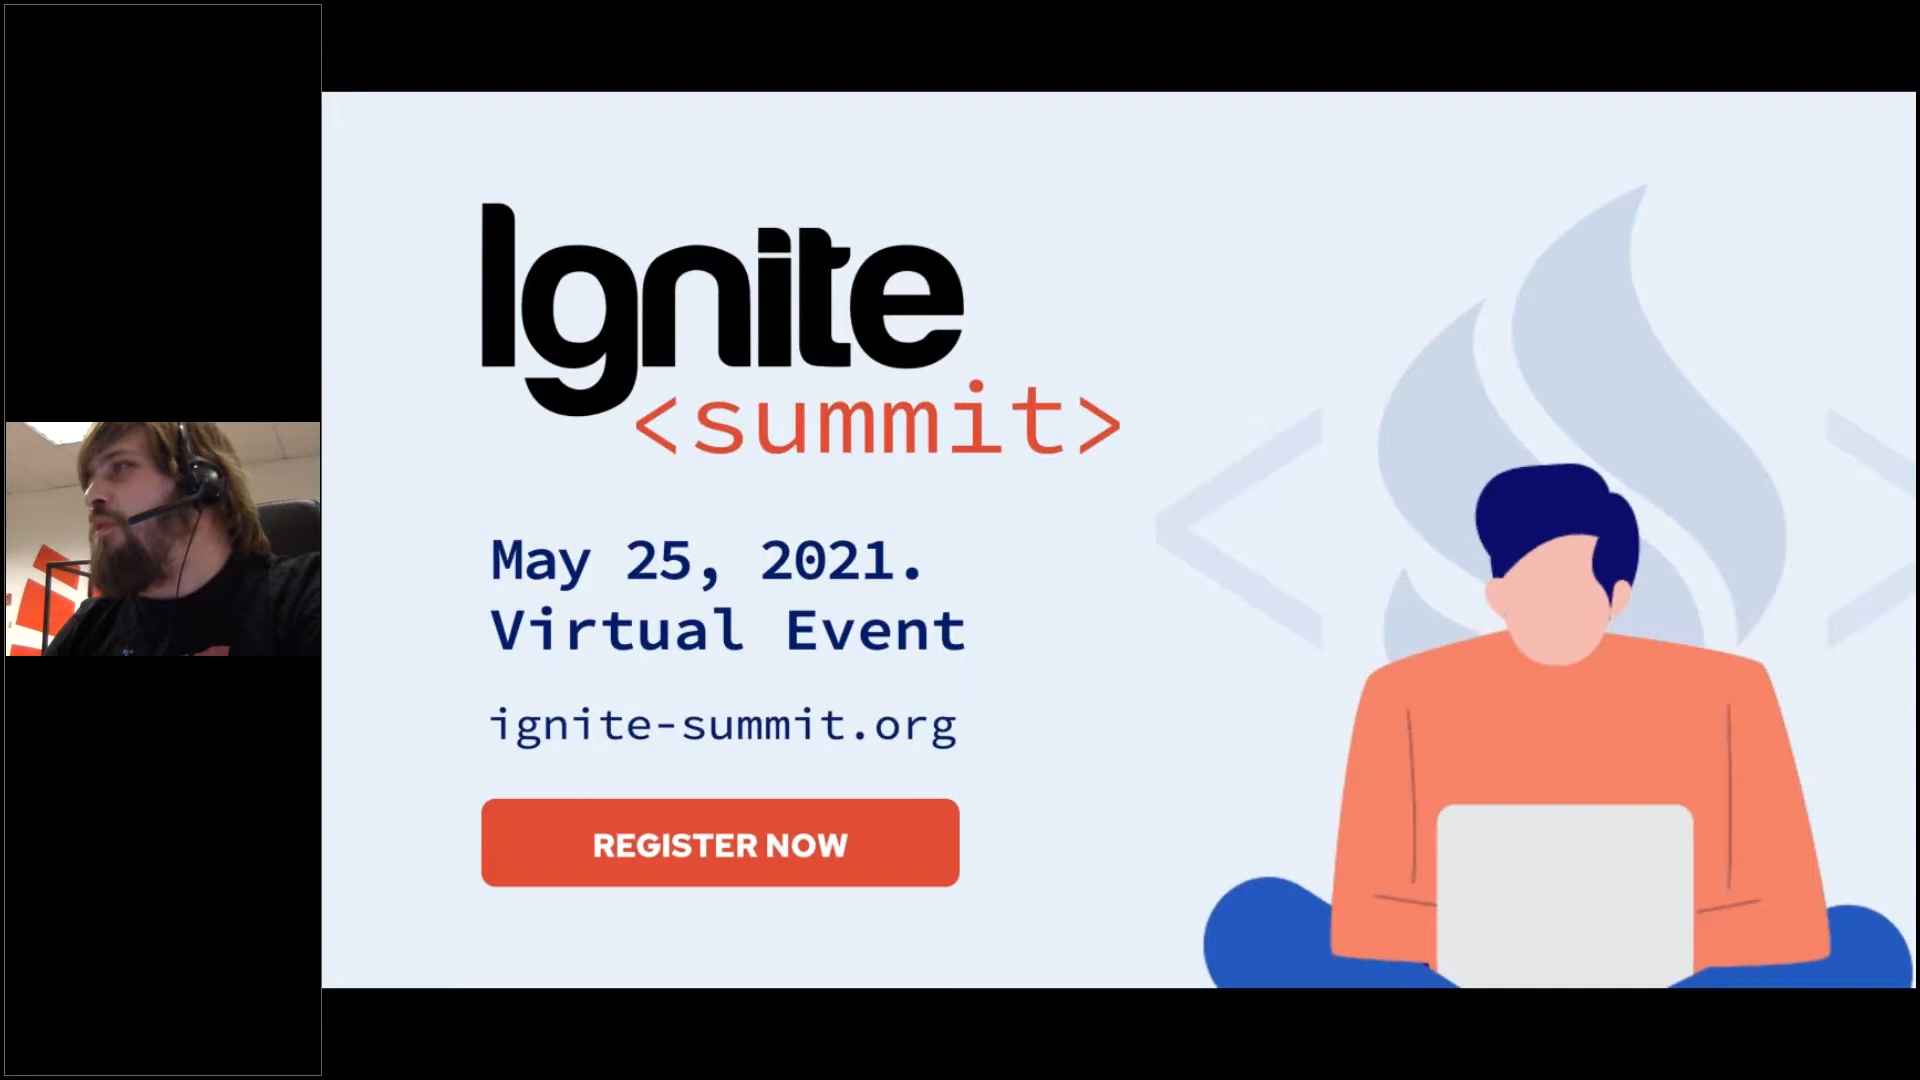 Ignite
<summit>
May 25, 2021.
Virtual Event
ignite-summit.org
REGISTER NOW